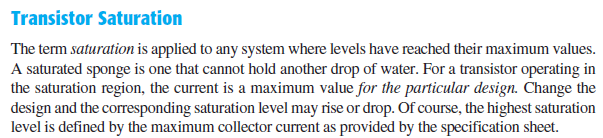 Transistor Saturation
The term saturation is applied to any system where levels have reached their maximum values.
A saturated sponge is one that cannot hold another drop of water. For a transistor operating in
the saturation region, the current is a maximum value for the particular design. Change the
design and the corresponding saturation level may rise or drop. Of course, the highest saturation
level is defined by the maximum collector current as provided by the specification sheet.